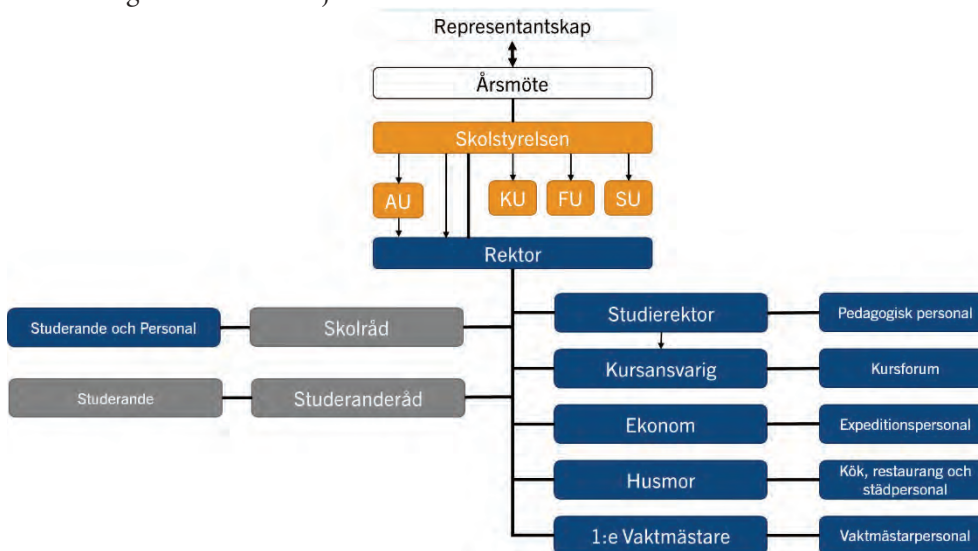 Representantskap
Årsmöte
Skolstyrelsen
AU
KU
FU
SU
Rektor
Studerande och Personal
Skolråd
Studierektor
Pedagogisk personal
Kursansvarig
Kursforum
Studerande
Studeranderåd
Ekonom
Expeditionspersonal
Husmor
Kök, restaurang och
städpersonal
1:e Vaktmästare
Vaktmästarpersonal